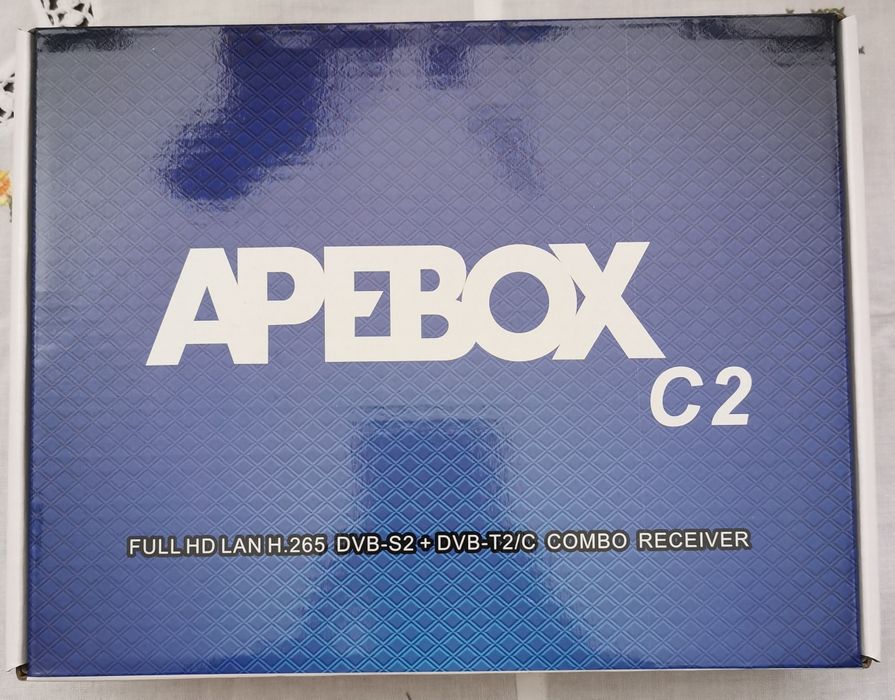 APEBOX
C2
FULL HD LAN H.265 DVB-S2 + DVB-T2/C COMBO RECEIVER